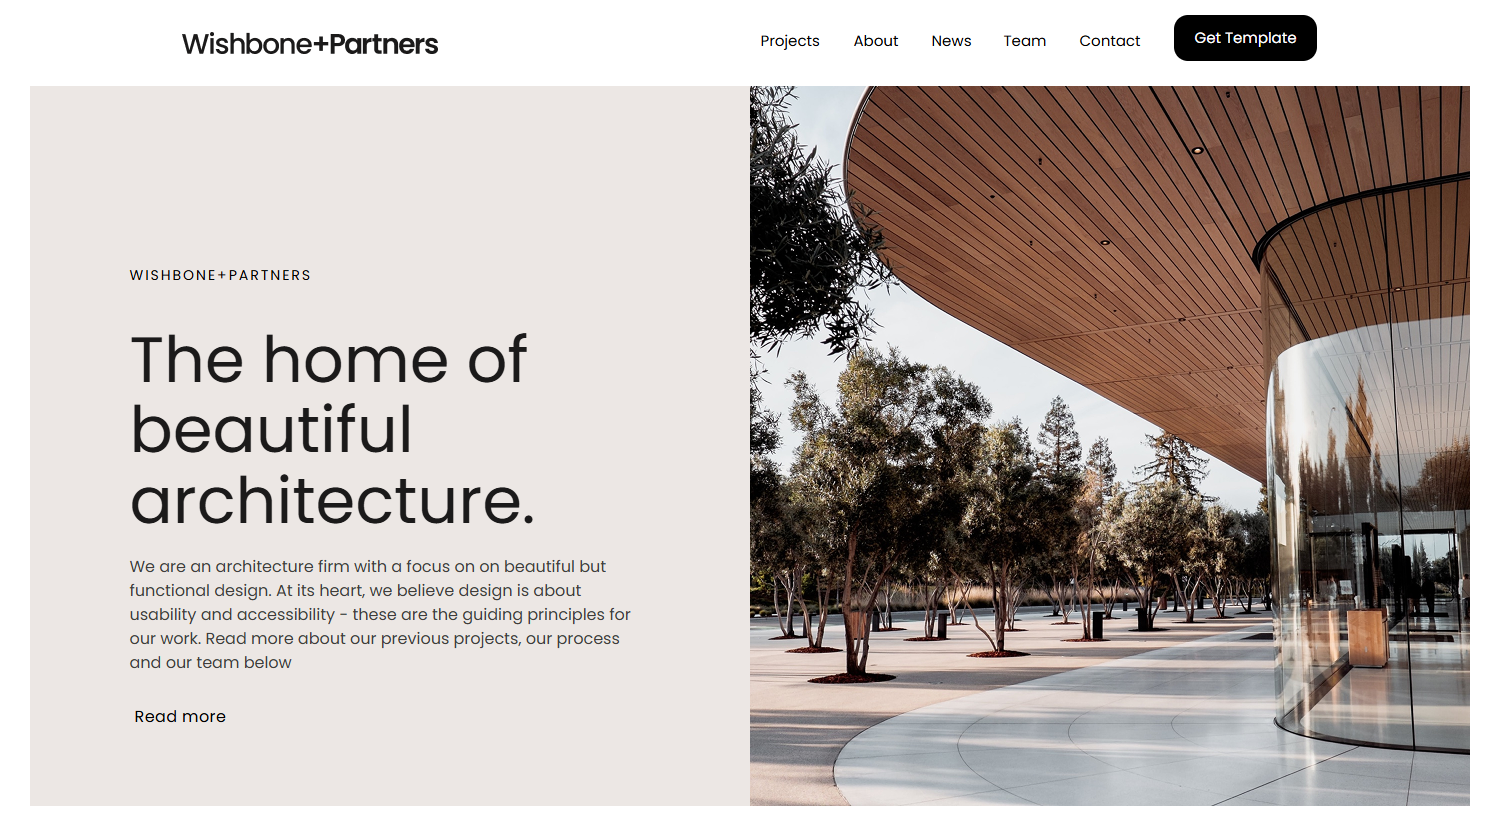 Wishbone+Partners
Projects About News Team Contact Get Template
WISHBONE+PARTNERS
The home of
beautiful
architecture.
We are an architecture firm with a focus on on beautiful but
functional design. At its heart, we believe design is about
usability and accessibility - these are the guiding principles for
our work. Read more about our previous projects, our process
and our team below
Read more